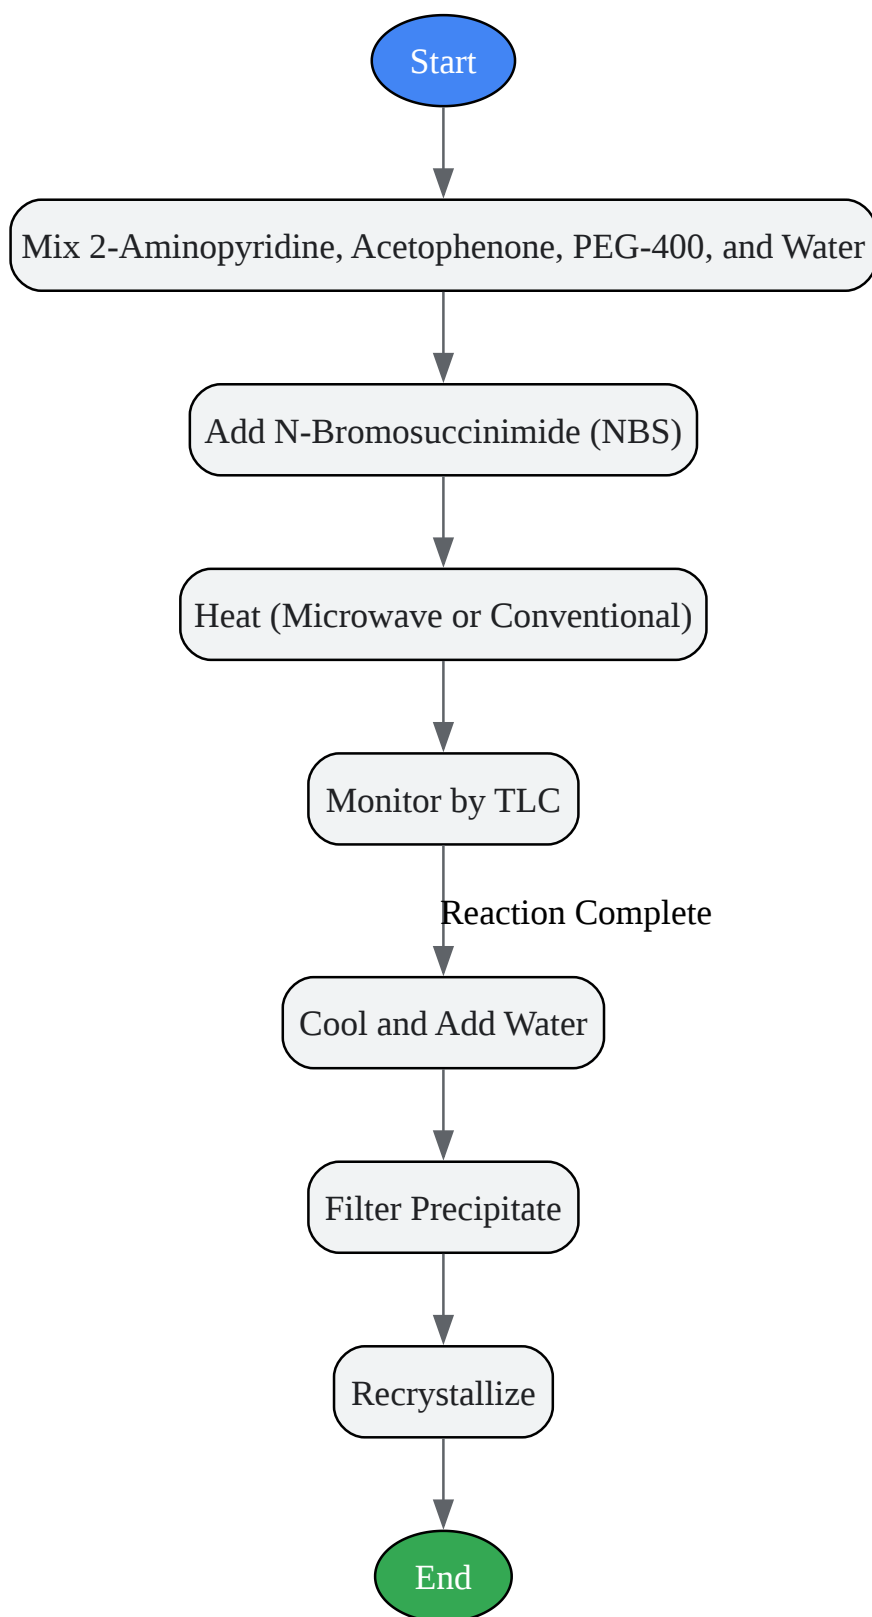 Start
Mix 2-Aminopyridine, Acetophenone, PEG-400, and Water
Add N-Bromosuccinimide (NBS)
Heat (Microwave or Conventional)
Monitor by TLC
Reaction Complete
Cool and Add Water
Filter Precipitate
Recrystallize
End